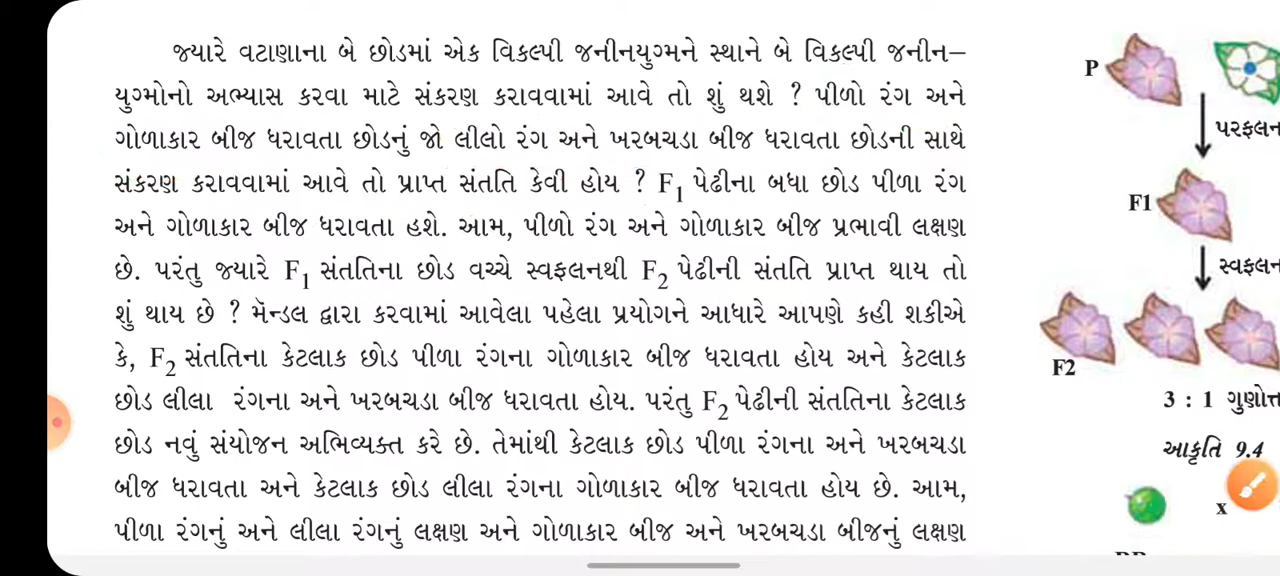 જ્યારે વટાણાના બે છોડમાં એક વિકલ્પી જનીનયુગ્મને સ્થાને બે વિકલ્પી જનીન–
યુગ્મોનો અભ્યાસ કરવા માટે સંકરણ કરાવવામાં આવે તો શું થશે ? પીળો રંગ અને
ગોળાકાર બીજ ધરાવતા છોડનું જો લીલો રંગ અને ખરબચડા બીજ ધરાવતા છોડની સાથે
સંકરણ કરાવવામાં આવે તો પ્રાપ્ત સંતતિ કેવી હોય ? F1 પેઢીના બધા છોડ પીળા રંગ
અને ગોળાકાર બીજ ધરાવતા હશે. આમ, પીળો રંગ અને ગોળાકાર બીજ પ્રભાવી લક્ષણ
છે. પરંતુ જ્યારે F1 સંતતિના છોડ વચ્ચે સ્વફલનથી F2 પેઢીની સંતતિ પ્રાપ્ત થાય તો
શું થાય છે ? મૅન્ડલ દ્વારા કરવામાં આવેલા પહેલા પ્રયોગને આધારે આપણે કહી શકીએ
કે, F2 સંતતિના કેટલાક છોડ પીળા રંગના ગોળાકાર બીજ ધરાવતા હોય અને કેટલાક
છોડ લીલા રંગના અને ખરબચડા બીજ ધરાવતા હોય. પરંતુ F2 પેઢીની સંતતિના કેટલાક
છોડ નવું સંયોજન અભિવ્યક્ત કરે છે. તેમાંથી કેટલાક છોડ પીળા રંગના અને ખરબચડા
બીજ ધરાવતા અને કેટલાક છોડ લીલા રંગના ગોળાકાર બીજ ધરાવતા હોય છે. આમ,
પીળા રંગનું અને લીલા રંગનું લક્ષણ અને ગોળાકાર બીજ અને ખરબચડા બીજનું લક્ષણ
P
પરફલન
F1
સ્વફલન
F2
3 : 1
આકૃતિ 9.4
x